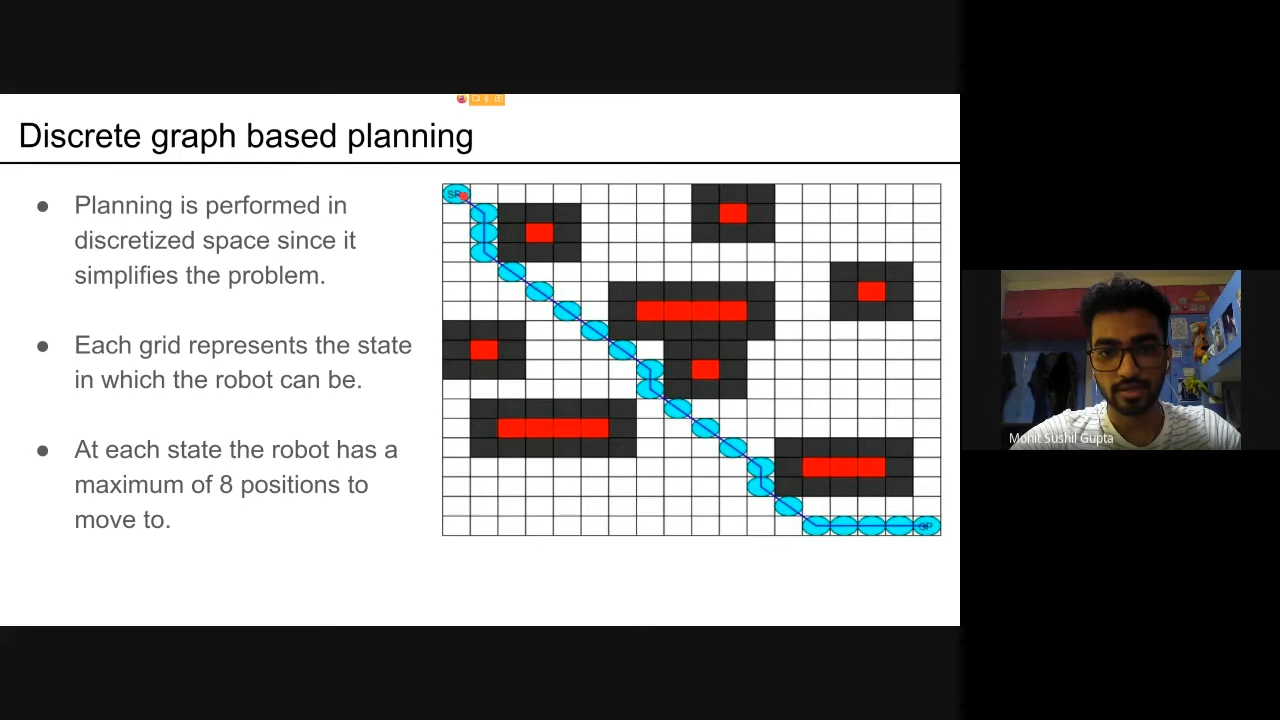 Discrete graph based planning
● Planning is performed in
discretized space since it
simplifies the problem.
● Each grid represents the state
in which the robot can be.
● At each state the robot has a
maximum of 8 positions to
move to.
SP
GP
Mohit Sushil Gupta